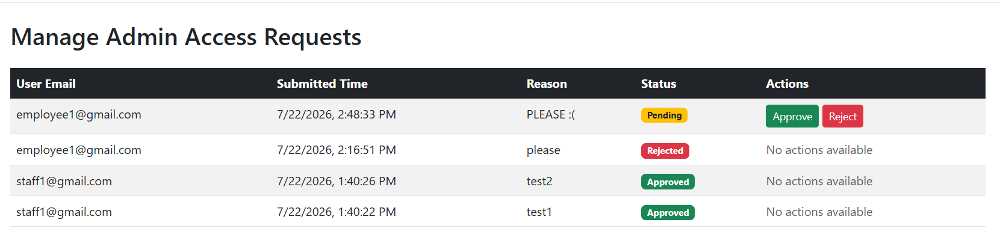 Manage Admin Access Requests
User Email Submitted Time Reason Status Actions
employee1@gmail.com 7/22/2026, 2:48:33 PM PLEASE :( Pending Approve Reject
employee1@gmail.com 7/22/2026, 2:16:51 PM please Rejected No actions available
staff1@gmail.com 7/22/2026, 1:40:26 PM test2 Approved No actions available
staff1@gmail.com 7/22/2026, 1:40:22 PM test1 Approved No actions available